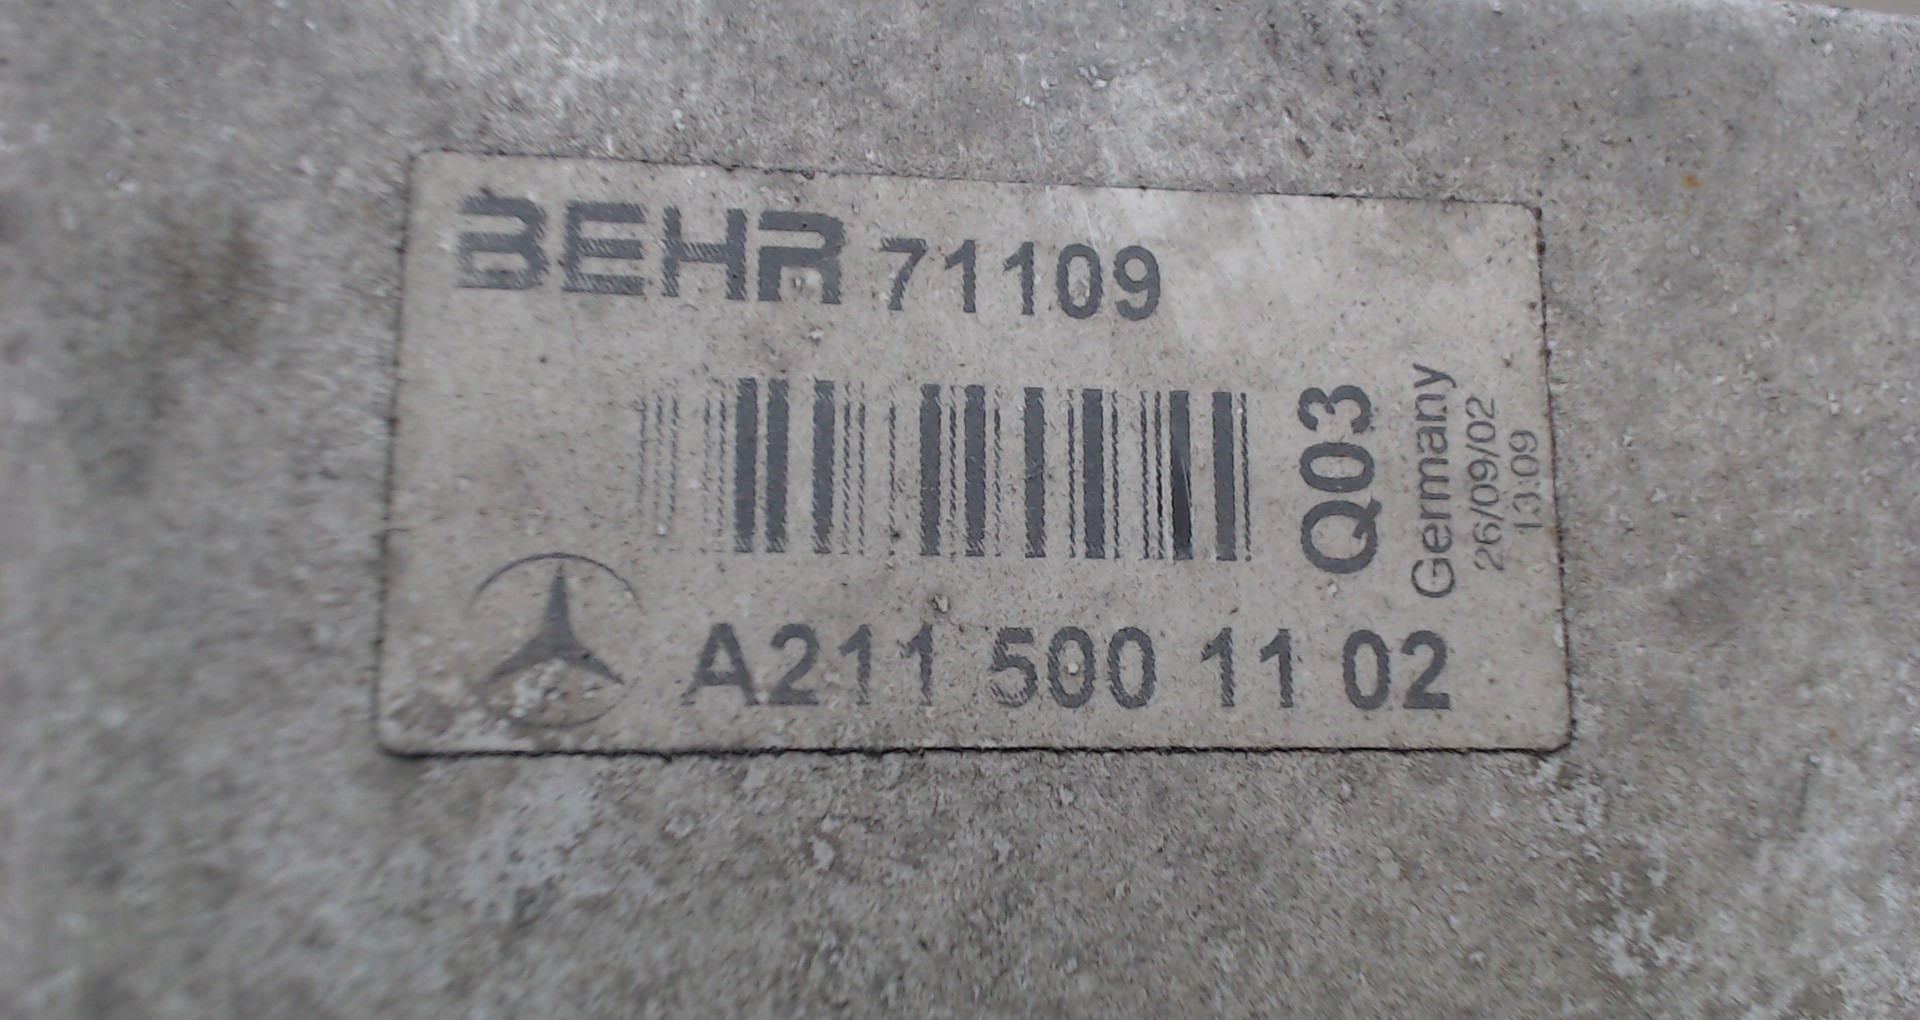 BEHR 71109
Q03
Germany
26/09/02
13:09
A211 500 11 02